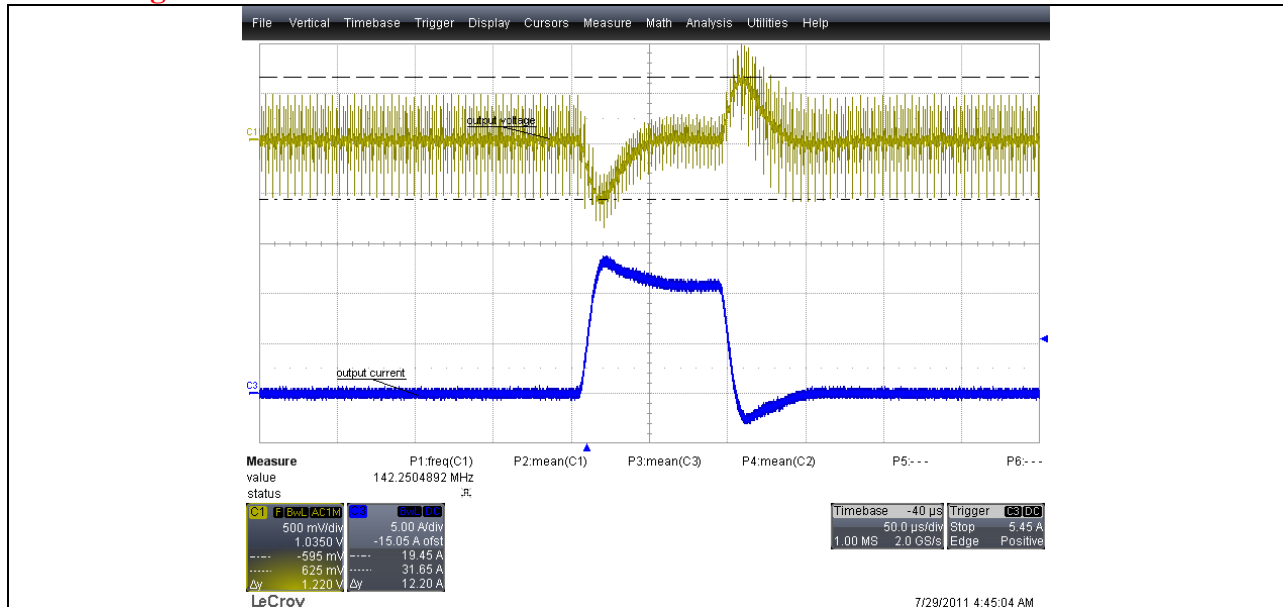 File Vertical Timebase Trigger Display Cursors Measure Math Analysis Utilities Help
C1
output voltage
C3
output current
Measure P1:freq(C1) P2:mean(C1) P3:mean(C3) P4:mean(C2) P5:--- P6:---
value 142.2504892 MHz
status
C1 F BwL AC1M
500 mV/div
1.0350 V
-595 mV
625 mV
Δy 1.220 V
C3 BwL DC
5.00 A/div
-15.05 A ofst
19.45 A
31.65 A
Δy 12.20 A
Timebase -40 µs
50.0 µs/div
1.00 MS 2.0 GS/s
Trigger C3 DC
Stop 5.45 A
Edge Positive
LeCroy
7/29/2011 4:45:04 AM